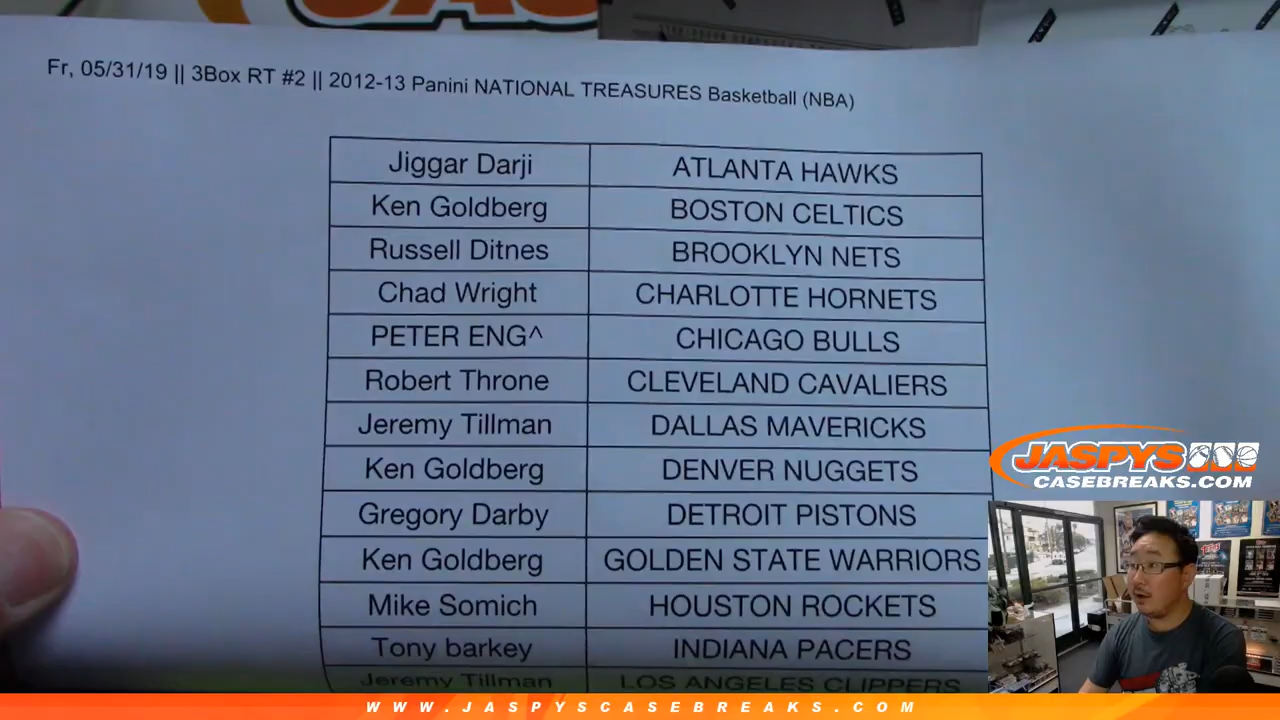 Fr, 05/31/19 || 3Box RT #2 || 2012-13 Panini NATIONAL TREASURES Basketball (NBA)
Jiggar Darji ATLANTA HAWKS
Ken Goldberg BOSTON CELTICS
Russell Ditnes BROOKLYN NETS
Chad Wright CHARLOTTE HORNETS
PETER ENG^ CHICAGO BULLS
Robert Throne CLEVELAND CAVALIERS
Jeremy Tillman DALLAS MAVERICKS
Ken Goldberg DENVER NUGGETS
Gregory Darby DETROIT PISTONS
Ken Goldberg GOLDEN STATE WARRIORS
Mike Somich HOUSTON ROCKETS
Tony barkey INDIANA PACERS
Jeremy Tillman LOS ANGELES CLIPPERS
JASPYS
CASEBREAKS.COM
WWW.JASPYSCASEBREAKS.COM